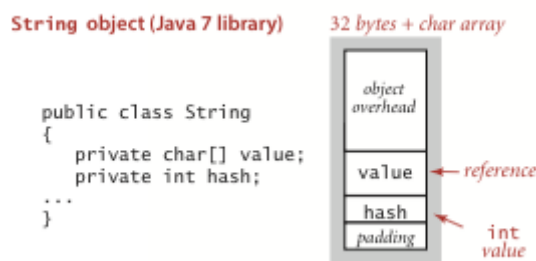 String object (Java 7 library)
32 bytes + char array
public class String
{
private char[] value;
private int hash;
...
}
object
overhead
value
reference
hash
padding
int
value